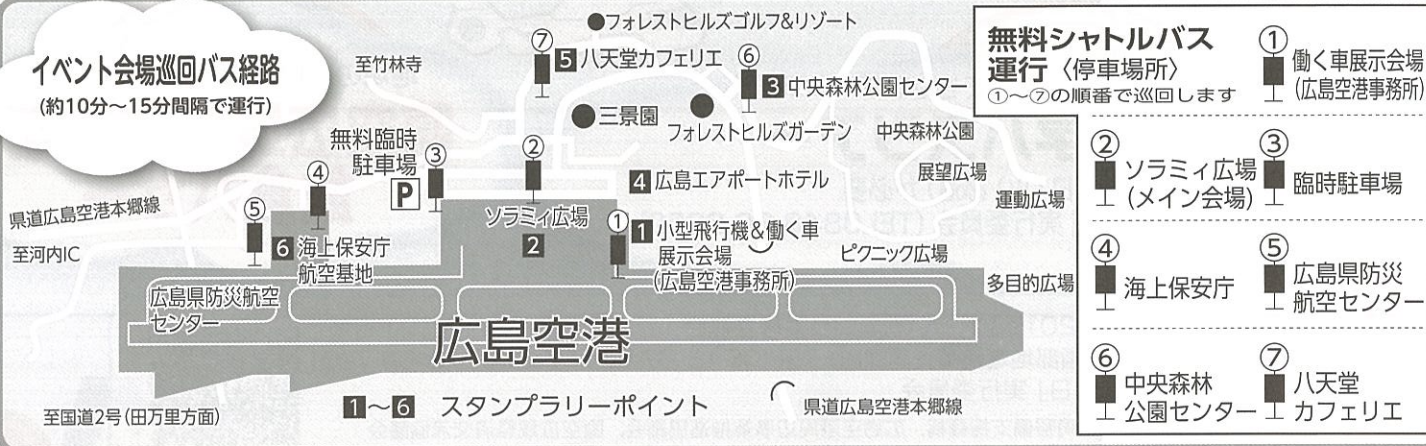 イベント会場巡回バス経路
(約10分～15分間隔で運行)
●フォレストヒルズゴルフ&リゾート
⑦
5 八天堂カフェリエ
⑥
3 中央森林公園センター
至竹林寺
●三景園
フォレストヒルズガーデン
中央森林公園
無料臨時
駐車場
P
③
②
④
4 広島エアポートホテル
展望広場
運動広場
県道広島空港本郷線
至河内IC
⑤
6 海上保安庁
航空基地
ソラミィ広場
2
①
1 小型飛行機&働く車
展示会場
(広島空港事務所)
ピクニック広場
多目的広場
広島県防災航空
センター
広島空港
至国道2号(田万里方面)
1～6 スタンプラリーポイント
県道広島空港本郷線
無料シャトルバス
運行〈停車場所〉
①～⑦の順番で巡回します
①
働く車展示会場
(広島空港事務所)
②
ソラミィ広場
(メイン会場)
③
臨時駐車場
④
海上保安庁
⑤
広島県防災
航空センター
⑥
中央森林
公園センター
⑦
八天堂
カフェリエ